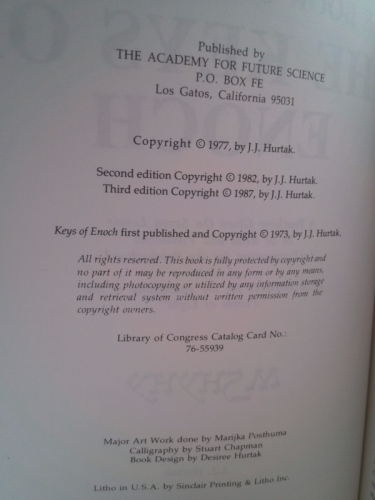 Published by
THE ACADEMY FOR FUTURE SCIENCE
P.O. BOX FE
Los Gatos, California 95031
Copyright © 1977, by J.J. Hurtak.
Second edition Copyright © 1982, by J.J. Hurtak.
Third edition Copyright © 1987, by J.J. Hurtak.
Keys of Enoch first published and Copyright © 1973, by J.J. Hurtak.
All rights reserved. This book is fully protected by copyright and
no part of it may be reproduced in any form or by any means,
including photocopying or utilized by any information storage
and retrieval system without written permission from the
copyright owners.
Library of Congress Catalog Card No.:
76-55939
Major Art Work done by Marijka Posthuma
Calligraphy by Stuart Chapman
Book Design by Desiree Hurtak
Litho in U.S.A. by Sinclair Printing & Litho Inc.